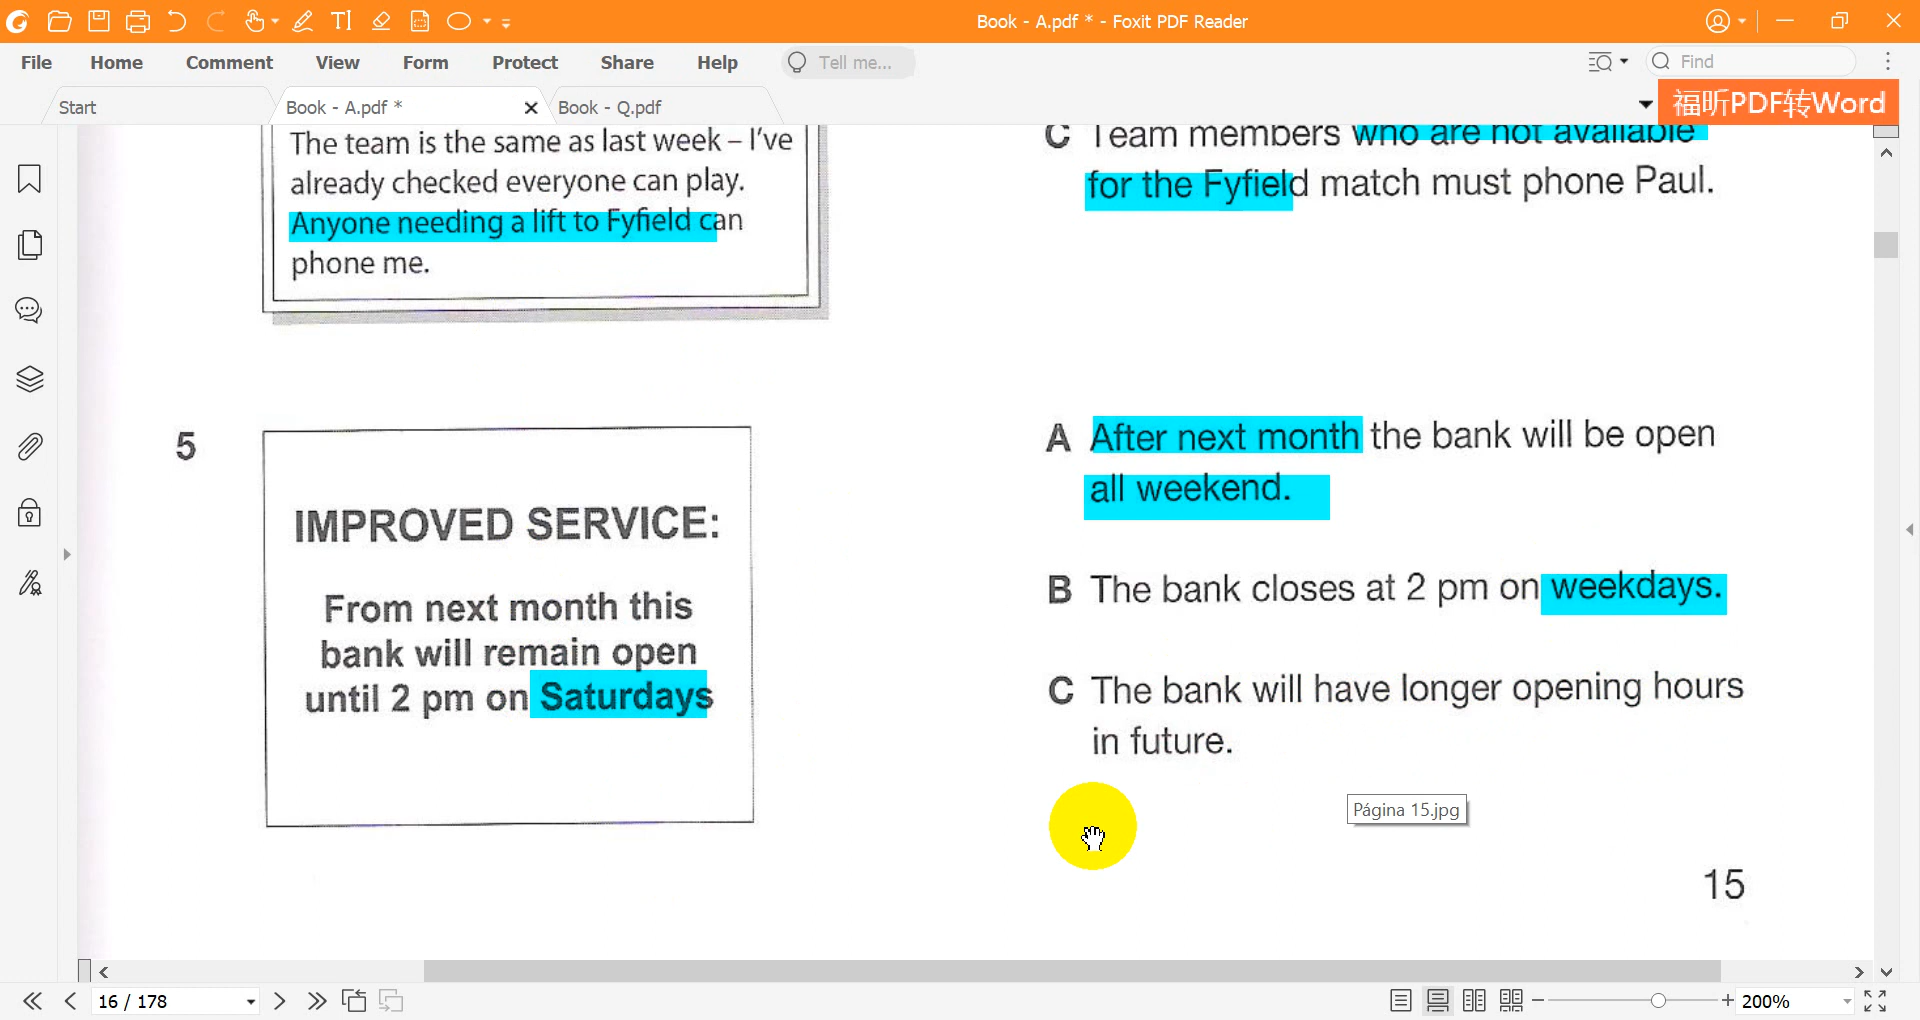 Book - A.pdf * - Foxit PDF Reader
File Home Comment View Form Protect Share Help Tell me... Find
Start Book - A.pdf * Book - Q.pdf 福昕PDF转Word
The team is the same as last week – I've
already checked everyone can play.
Anyone needing a lift to Fyfield can
phone me.
C Team members who are not available
for the Fyfield match must phone Paul.
5
IMPROVED SERVICE:
From next month this
bank will remain open
until 2 pm on Saturdays
A After next month the bank will be open
all weekend.
B The bank closes at 2 pm on weekdays.
C The bank will have longer opening hours
in future.
Página 15.jpg
15
16 / 178 200%